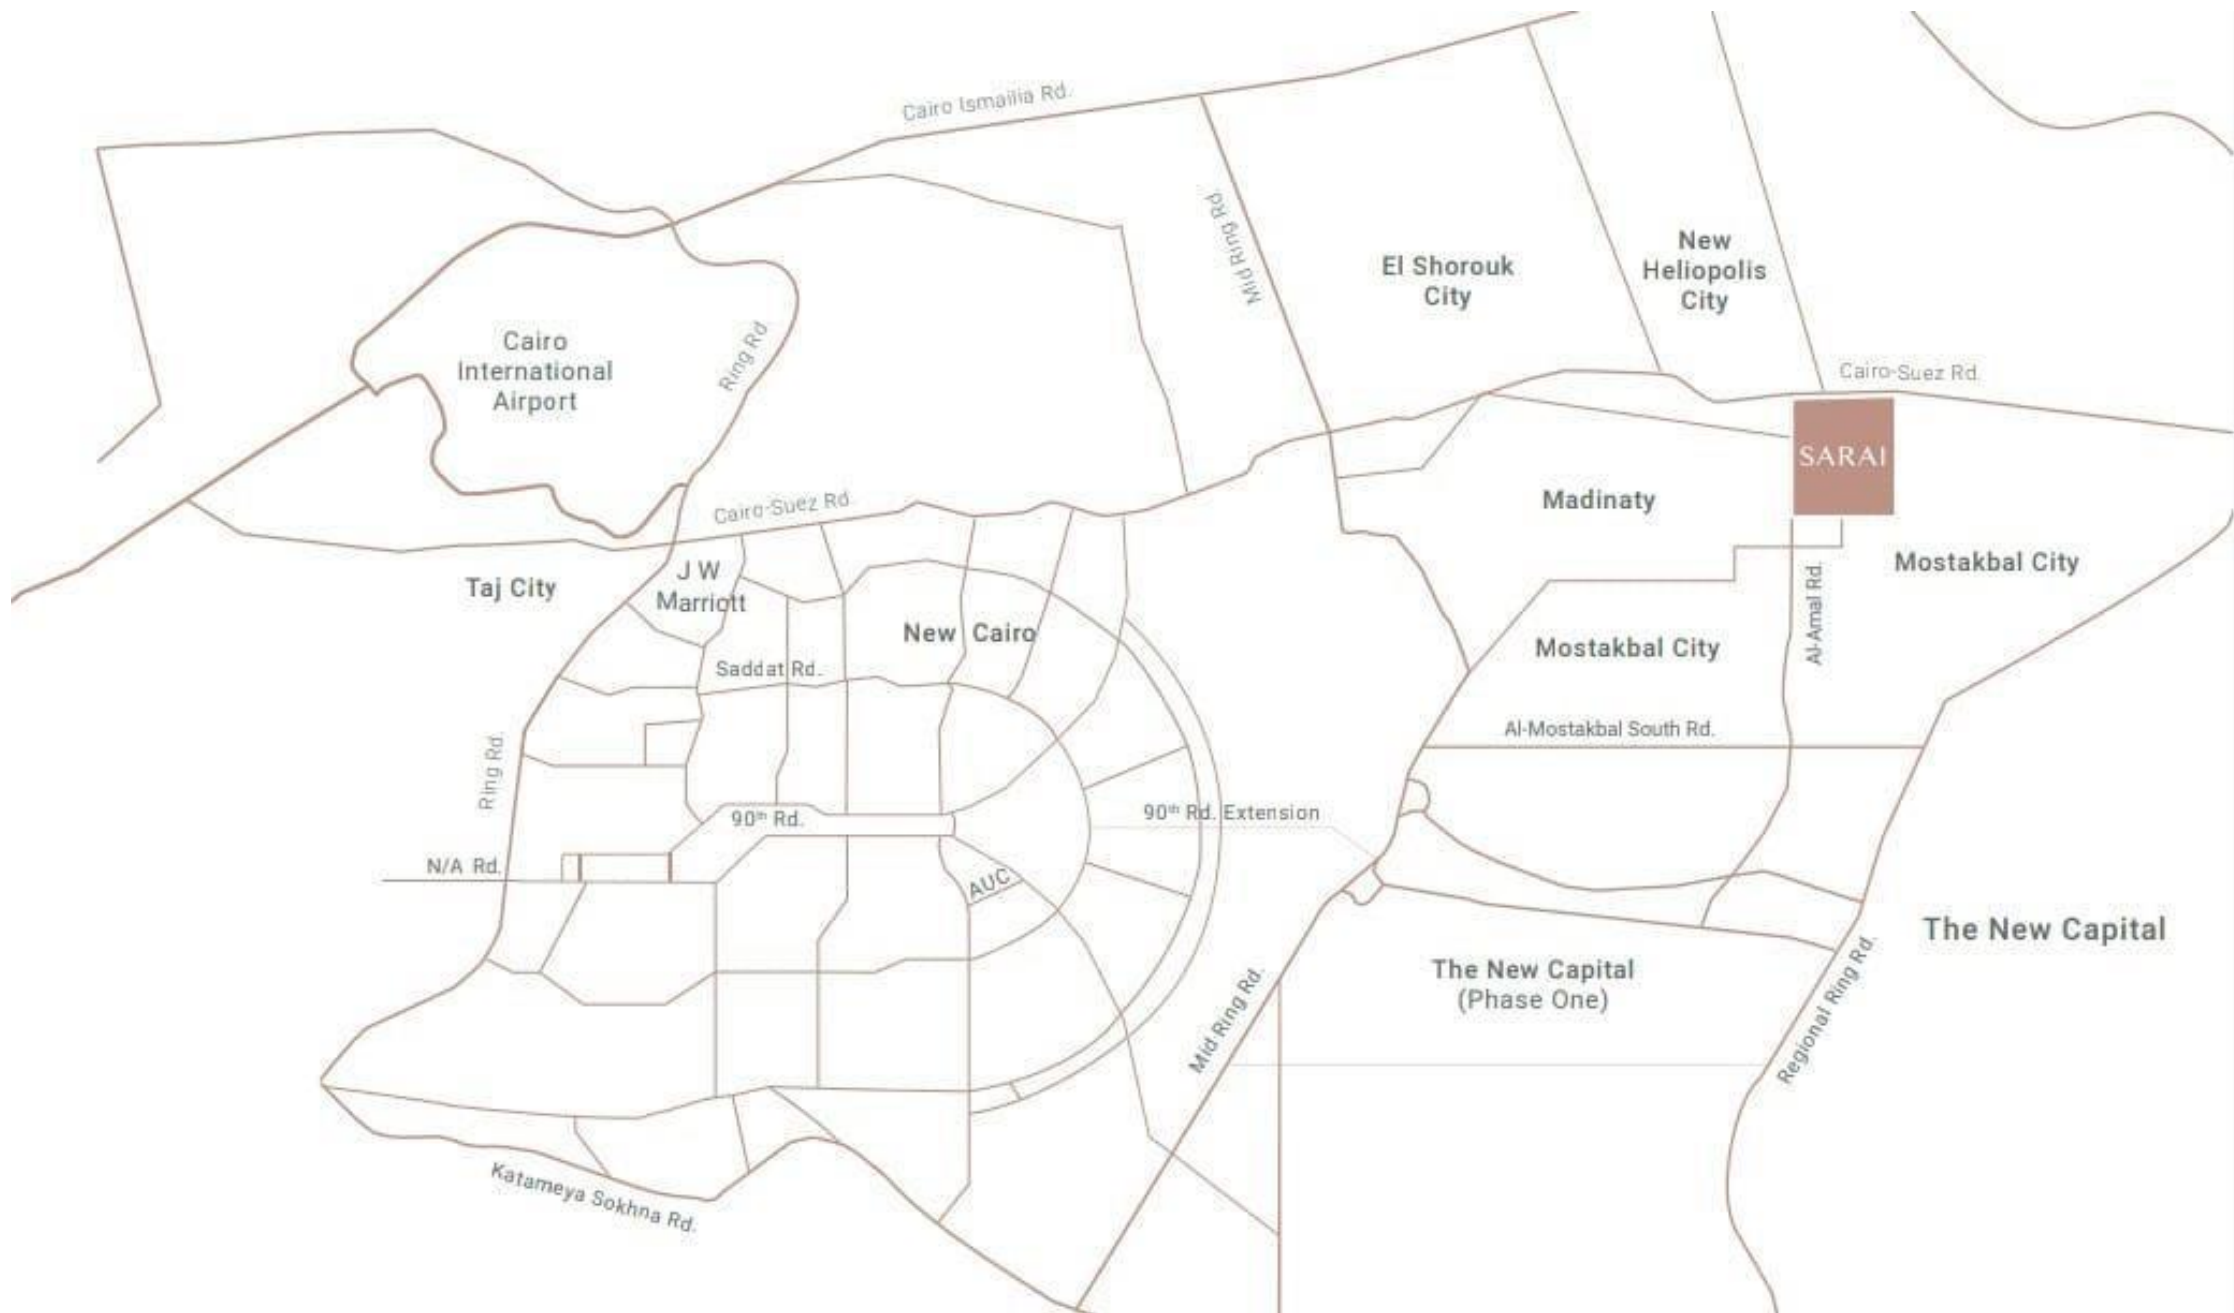 Cairo Ismailia Rd.
Mid Ring Rd.
El Shorouk
City
New
Heliopolis
City
Cairo
International
Airport
Ring Rd
Cairo-Suez Rd.
SARAI
Madinaty
Cairo-Suez Rd.
Taj City
J W
Marriott
New Cairo
Mostakbal City
Al-Amal Rd.
Mostakbal City
Saddat Rd.
Al-Mostakbal South Rd.
Ring Rd.
90th Rd.
90th Rd. Extension
N/A Rd.
AUC
The New Capital
The New Capital
(Phase One)
Mid Ring Rd.
Regional Ring Rd.
Katameya Sokhna Rd.